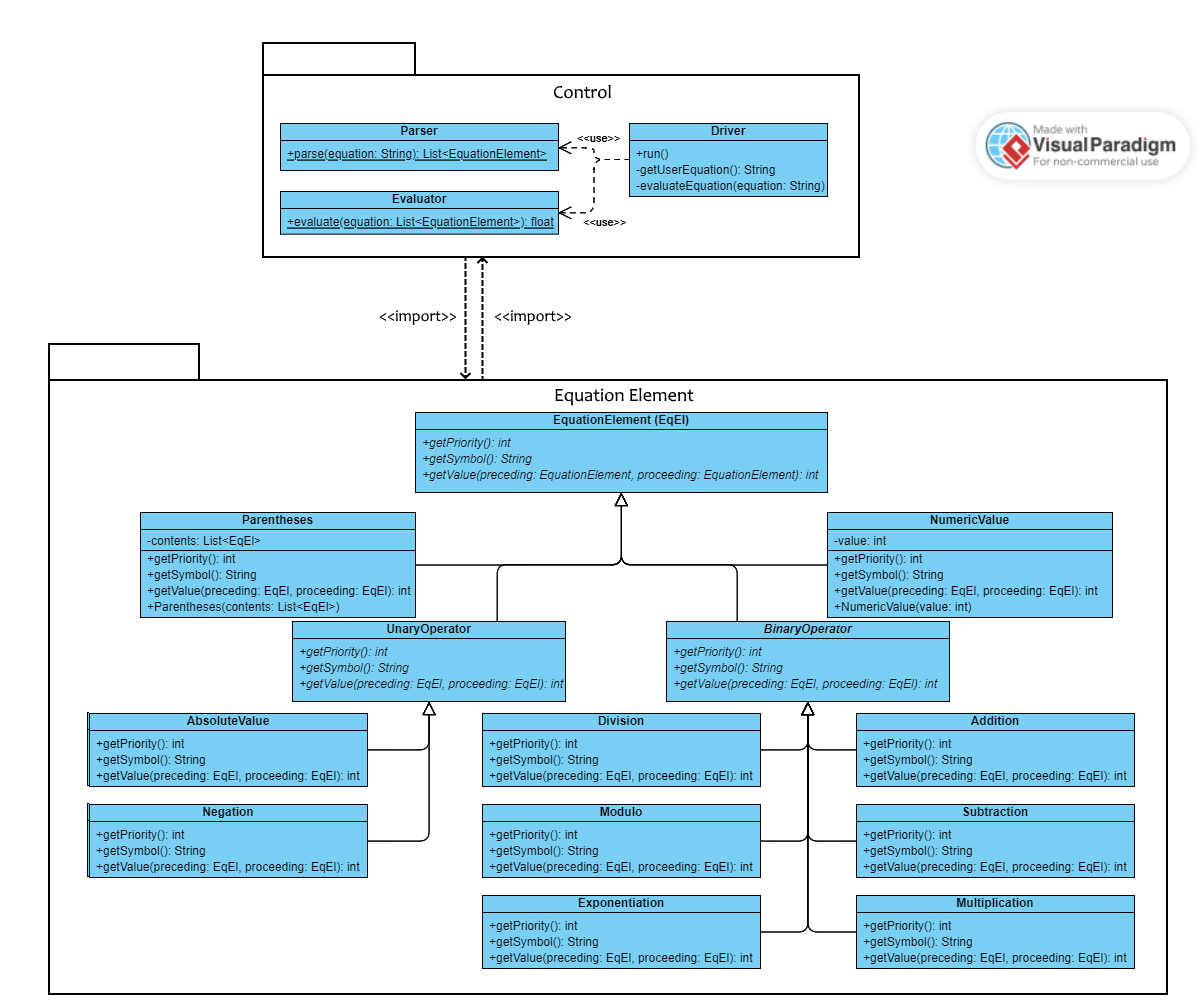 Control
Parser
+parse(equation: String): List<EquationElement>
<<use>>
Driver
+run()
-getUserEquation(): String
-evaluateEquation(equation: String)
Evaluator
+evaluate(equation: List<EquationElement>): float
<<use>>
Made with
Visual Paradigm
For non-commercial use
<<import>>
<<import>>
Equation Element
EquationElement (EqEl)
+getPriority(): int
+getSymbol(): String
+getValue(preceding: EquationElement, proceeding: EquationElement): int
Parentheses
-contents: List<EqEl>
+getPriority(): int
+getSymbol(): String
+getValue(preceding: EqEl, proceeding: EqEl): int
+Parentheses(contents: List<EqEl>)
NumericValue
-value: int
+getPriority(): int
+getSymbol(): String
+getValue(preceding: EqEl, proceeding: EqEl): int
+NumericValue(value: int)
UnaryOperator
+getPriority(): int
+getSymbol(): String
+getValue(preceding: EqEl, proceeding: EqEl): int
BinaryOperator
+getPriority(): int
+getSymbol(): String
+getValue(preceding: EqEl, proceeding: EqEl): int
AbsoluteValue
+getPriority(): int
+getSymbol(): String
+getValue(preceding: EqEl, proceeding: EqEl): int
Division
+getPriority(): int
+getSymbol(): String
+getValue(preceding: EqEl, proceeding: EqEl): int
Addition
+getPriority(): int
+getSymbol(): String
+getValue(preceding: EqEl, proceeding: EqEl): int
Negation
+getPriority(): int
+getSymbol(): String
+getValue(preceding: EqEl, proceeding: EqEl): int
Modulo
+getPriority(): int
+getSymbol(): String
+getValue(preceding: EqEl, proceeding: EqEl): int
Subtraction
+getPriority(): int
+getSymbol(): String
+getValue(preceding: EqEl, proceeding: EqEl): int
Exponentiation
+getPriority(): int
+getSymbol(): String
+getValue(preceding: EqEl, proceeding: EqEl): int
Multiplication
+getPriority(): int
+getSymbol(): String
+getValue(preceding: EqEl, proceeding: EqEl): int